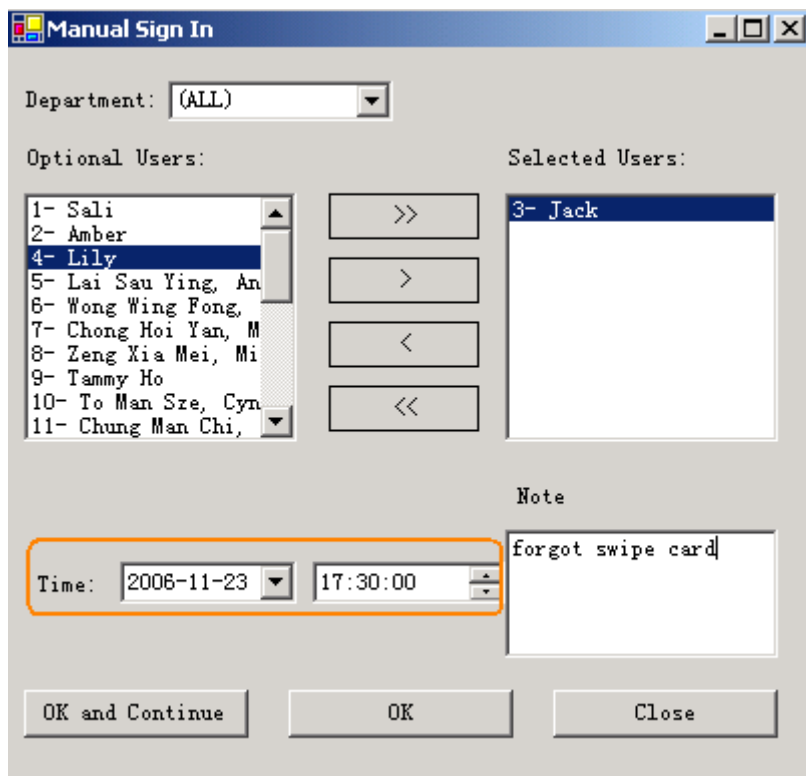 Manual Sign In
Department: (ALL)
Optional Users:
Selected Users:
1- Sali
2- Amber
4- Lily
5- Lai Sau Ying, An
6- Wong Wing Fong,
7- Chong Hoi Yan, M
8- Zeng Xia Mei, Mi
9- Tammy Ho
10- To Man Sze, Cyn
11- Chung Man Chi,
>>
>
<
<<
3- Jack
Note
forgot swipe card
Time: 2006-11-23 17:30:00
OK and Continue
OK
Close